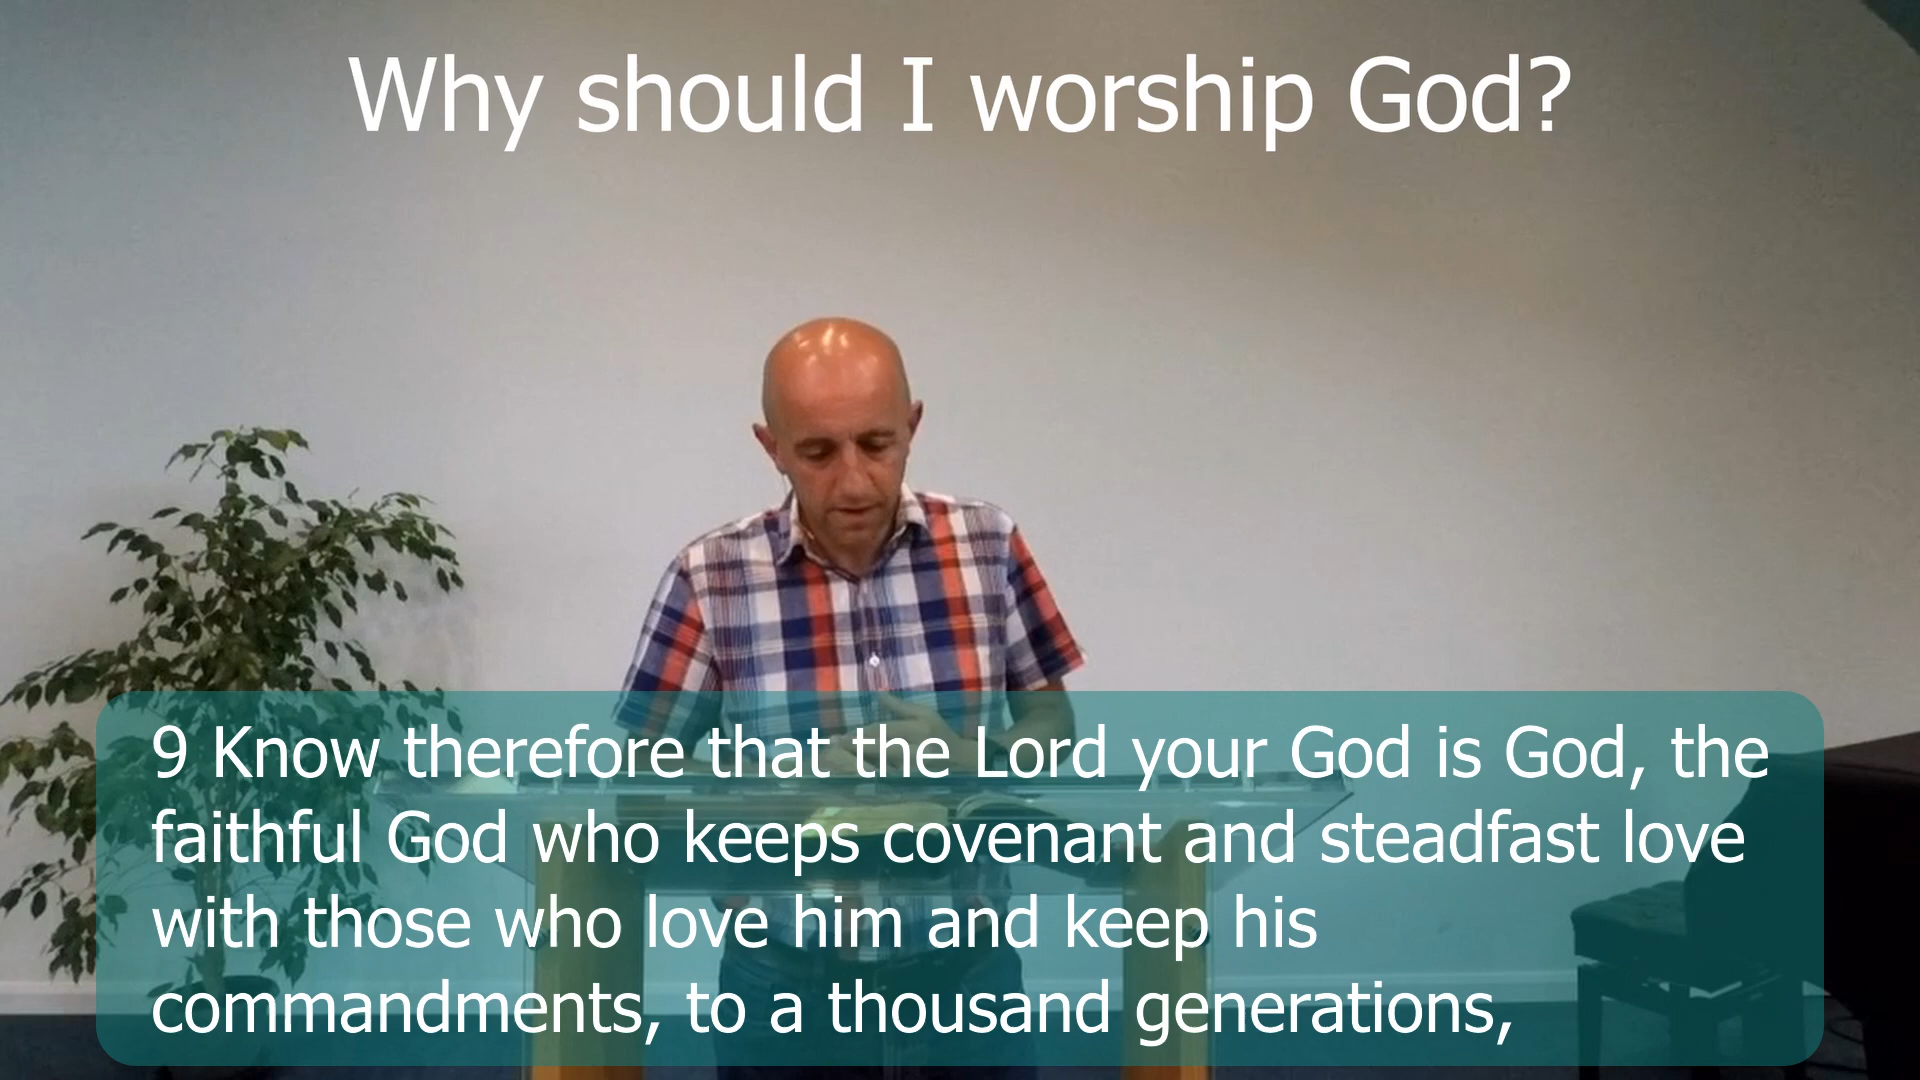 Why should I worship God?
9 Know therefore that the Lord your God is God, the
faithful God who keeps covenant and steadfast love
with those who love him and keep his
commandments, to a thousand generations,